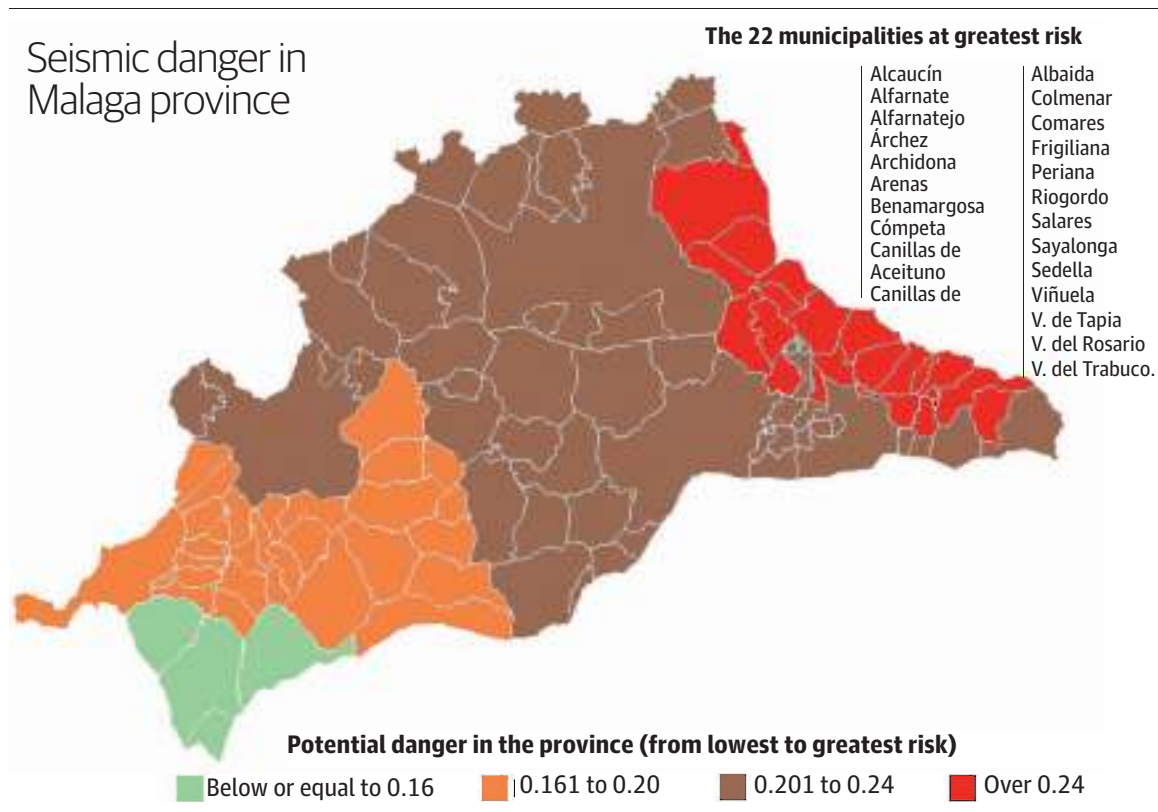 Seismic danger in
Malaga province
The 22 municipalities at greatest risk
Alcaucín
Alfarnate
Alfarnatejo
Árchez
Archidona
Arenas
Benamargosa
Cómpeta
Canillas de
Aceituno
Canillas de
Albaida
Colmenar
Comares
Frigiliana
Periana
Riogordo
Salares
Sayalonga
Sedella
Viñuela
V. de Tapia
V. del Rosario
V. del Trabuco.
Potential danger in the province (from lowest to greatest risk)
Below or equal to 0.16
0.161 to 0.20
0.201 to 0.24
Over 0.24